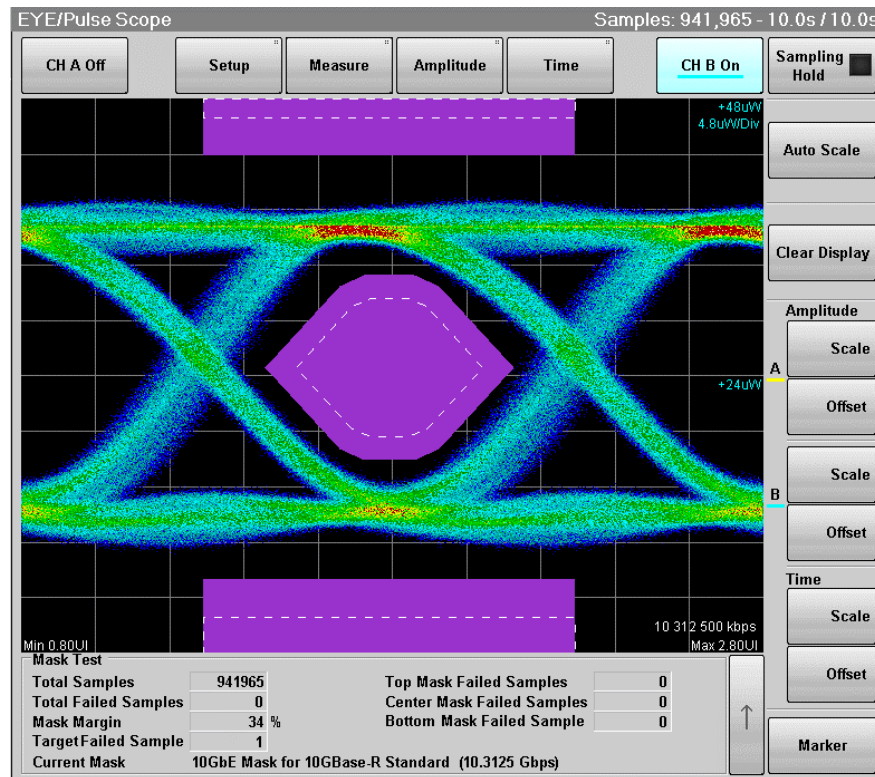 EYE/Pulse Scope Samples: 941,965 - 10.0s / 10.0s
CH A Off Setup Measure Amplitude Time CH B On Sampling Hold
+48uW
4.8uW/Div
Auto Scale
Clear Display
Amplitude
Scale
A
+24uW
Offset
Scale
B
Offset
Time
Scale
10 312 500 kbps
Min 0.80UI Max 2.80UI
Offset
Mask Test
Total Samples 941965 Top Mask Failed Samples 0
Total Failed Samples 0 Center Mask Failed Samples 0
Mask Margin 34 % Bottom Mask Failed Sample 0
Target Failed Sample 1
Current Mask 10GbE Mask for 10GBase-R Standard (10.3125 Gbps)
Marker